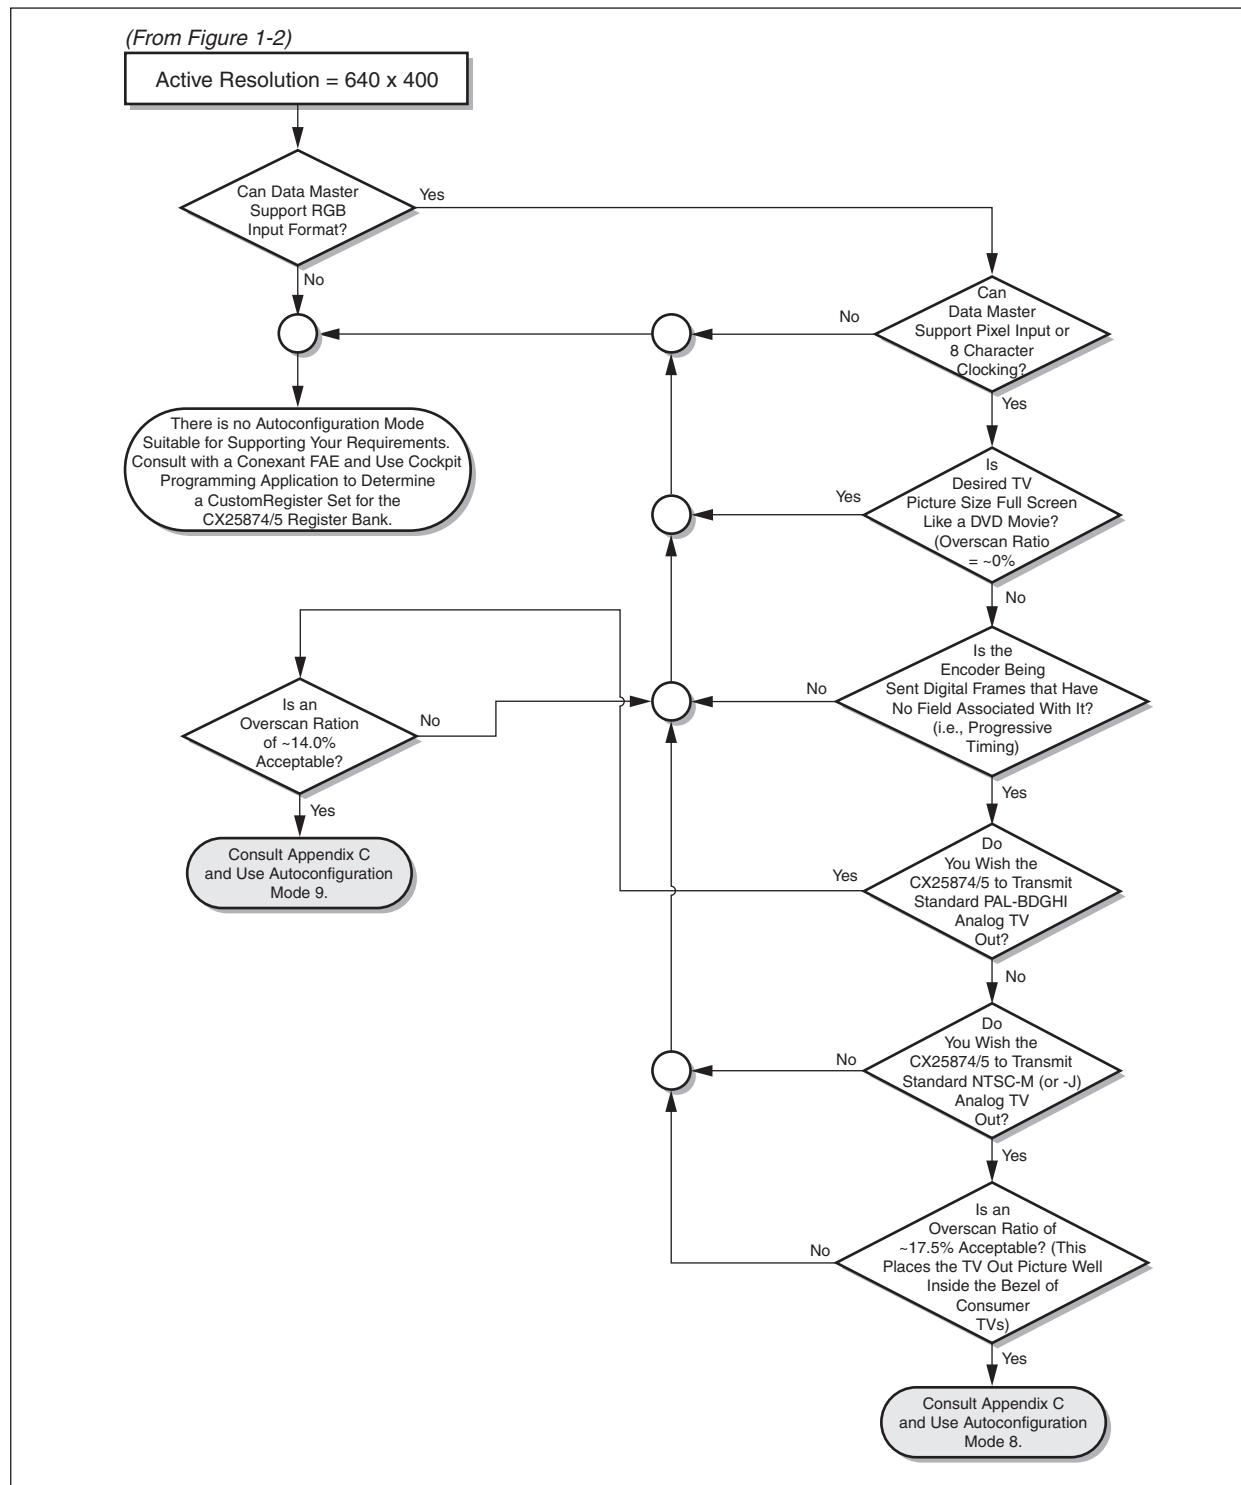 (From Figure 1-2)
Active Resolution = 640 x 400
Can Data Master
Support RGB
Input Format?
Yes
No
Can
Data Master
Support Pixel Input or
8 Character
Clocking?
No
Yes
There is no Autoconfiguration Mode
Suitable for Supporting Your Requirements.
Consult with a Conexant FAE and Use Cockpit
Programming Application to Determine
a CustomRegister Set for the
CX25874/5 Register Bank.
Is
Desired TV
Picture Size Full Screen
Like a DVD Movie?
(Overscan Ratio
= ~0%
Yes
No
Is the
Encoder Being
Sent Digital Frames that Have
No Field Associated With It?
(i.e., Progressive
Timing)
No
Yes
Is an
Overscan Ration
of ~14.0%
Acceptable?
No
Yes
Consult Appendix C
and Use Autoconfiguration
Mode 9.
Do
You Wish the
CX25874/5 to Transmit
Standard PAL-BDGHI
Analog TV
Out?
Yes
No
Do
You Wish the
CX25874/5 to Transmit
Standard NTSC-M (or -J)
Analog TV
Out?
No
Yes
Is an
Overscan Ratio of
~17.5% Acceptable? (This
Places the TV Out Picture Well
Inside the Bezel of
Consumer
TVs)
No
Yes
Consult Appendix C
and Use Autoconfiguration
Mode 8.